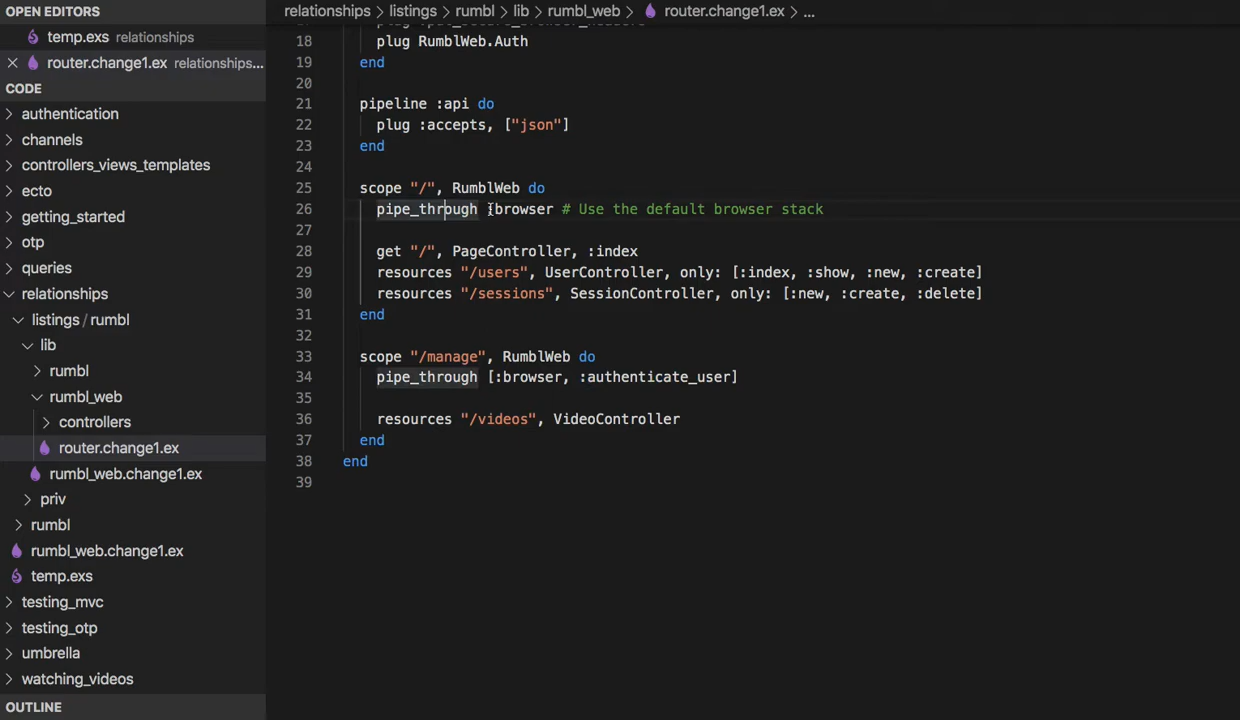 OPEN EDITORS
temp.exs relationships
router.change1.ex relationships...
CODE
authentication
channels
controllers_views_templates
ecto
getting_started
otp
queries
relationships
listings / rumbl
lib
rumbl
rumbl_web
controllers
router.change1.ex
rumbl_web.change1.ex
priv
rumbl
rumbl_web.change1.ex
temp.exs
testing_mvc
testing_otp
umbrella
watching_videos
OUTLINE
relationships > listings > rumbl > lib > rumbl_web > router.change1.ex > ...
18 plug RumblWeb.Auth
19 end
20
21 pipeline :api do
22 plug :accepts, ["json"]
23 end
24
25 scope "/", RumblWeb do
26 pipe_through :browser # Use the default browser stack
27
28 get "/", PageController, :index
29 resources "/users", UserController, only: [:index, :show, :new, :create]
30 resources "/sessions", SessionController, only: [:new, :create, :delete]
31 end
32
33 scope "/manage", RumblWeb do
34 pipe_through [:browser, :authenticate_user]
35
36 resources "/videos", VideoController
37 end
38 end
39